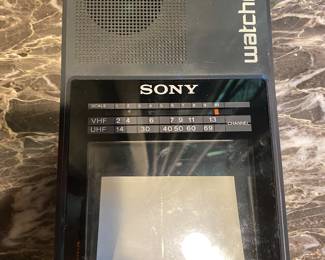 watch
SONY
SCALE
VHF 2 4 6 7 9 11 13
UHF 14 30 40 50 60 69 CHANNEL